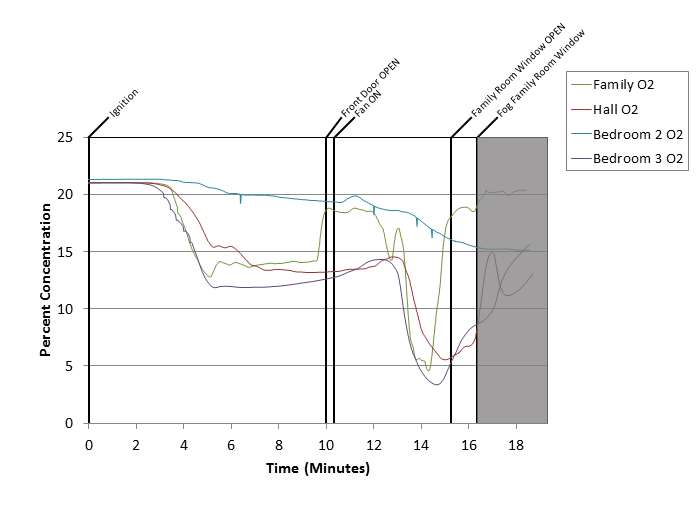 Ignition
Front Door OPEN
Fan ON
Family Room Window OPEN
Fog Family Room Window
Family O2
Hall O2
Bedroom 2 O2
Bedroom 3 O2
25
20
15
10
5
0
Percent Concentration
0 2 4 6 8 10 12 14 16 18
Time (Minutes)